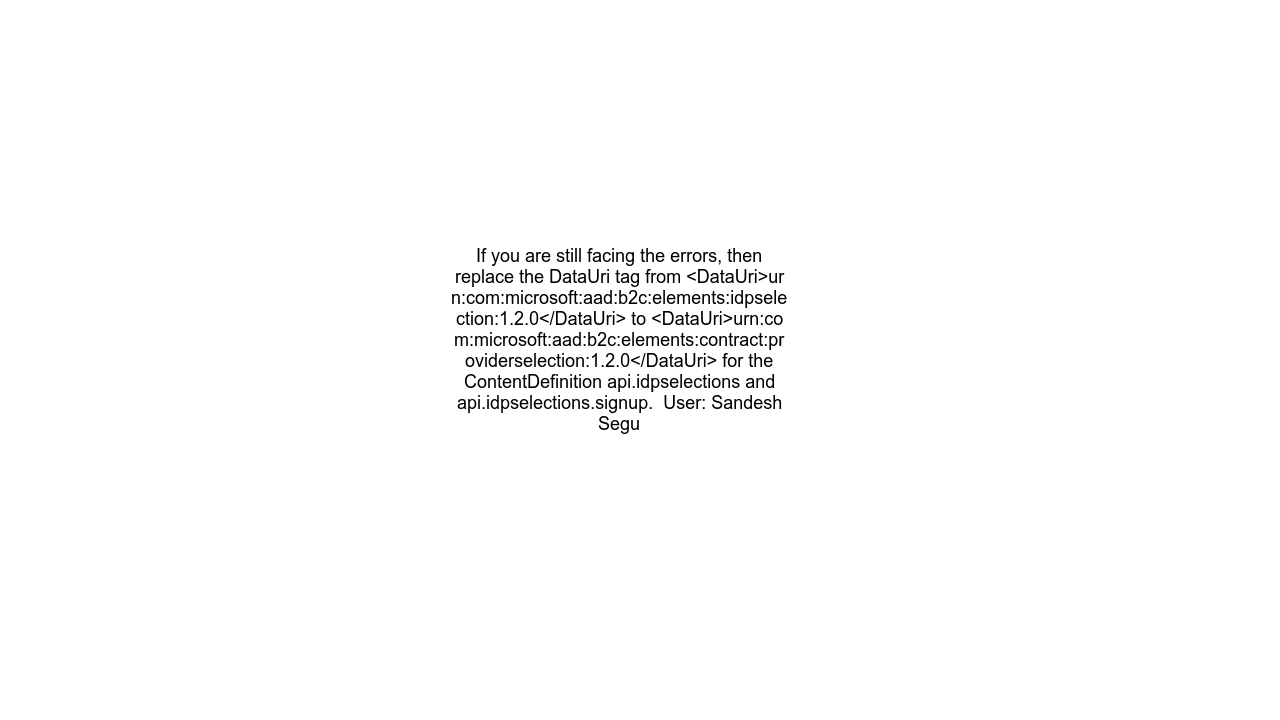 If you are still facing the errors, then
replace the DataUri tag from <DataUri>ur
n:com:microsoft:aad:b2c:elements:idpsele
ction:1.2.0</DataUri> to <DataUri>urn:co
m:microsoft:aad:b2c:elements:contract:pr
oviderselection:1.2.0</DataUri> for the
ContentDefinition api.idpselections and
api.idpselections.signup.  User: Sandesh
Segu